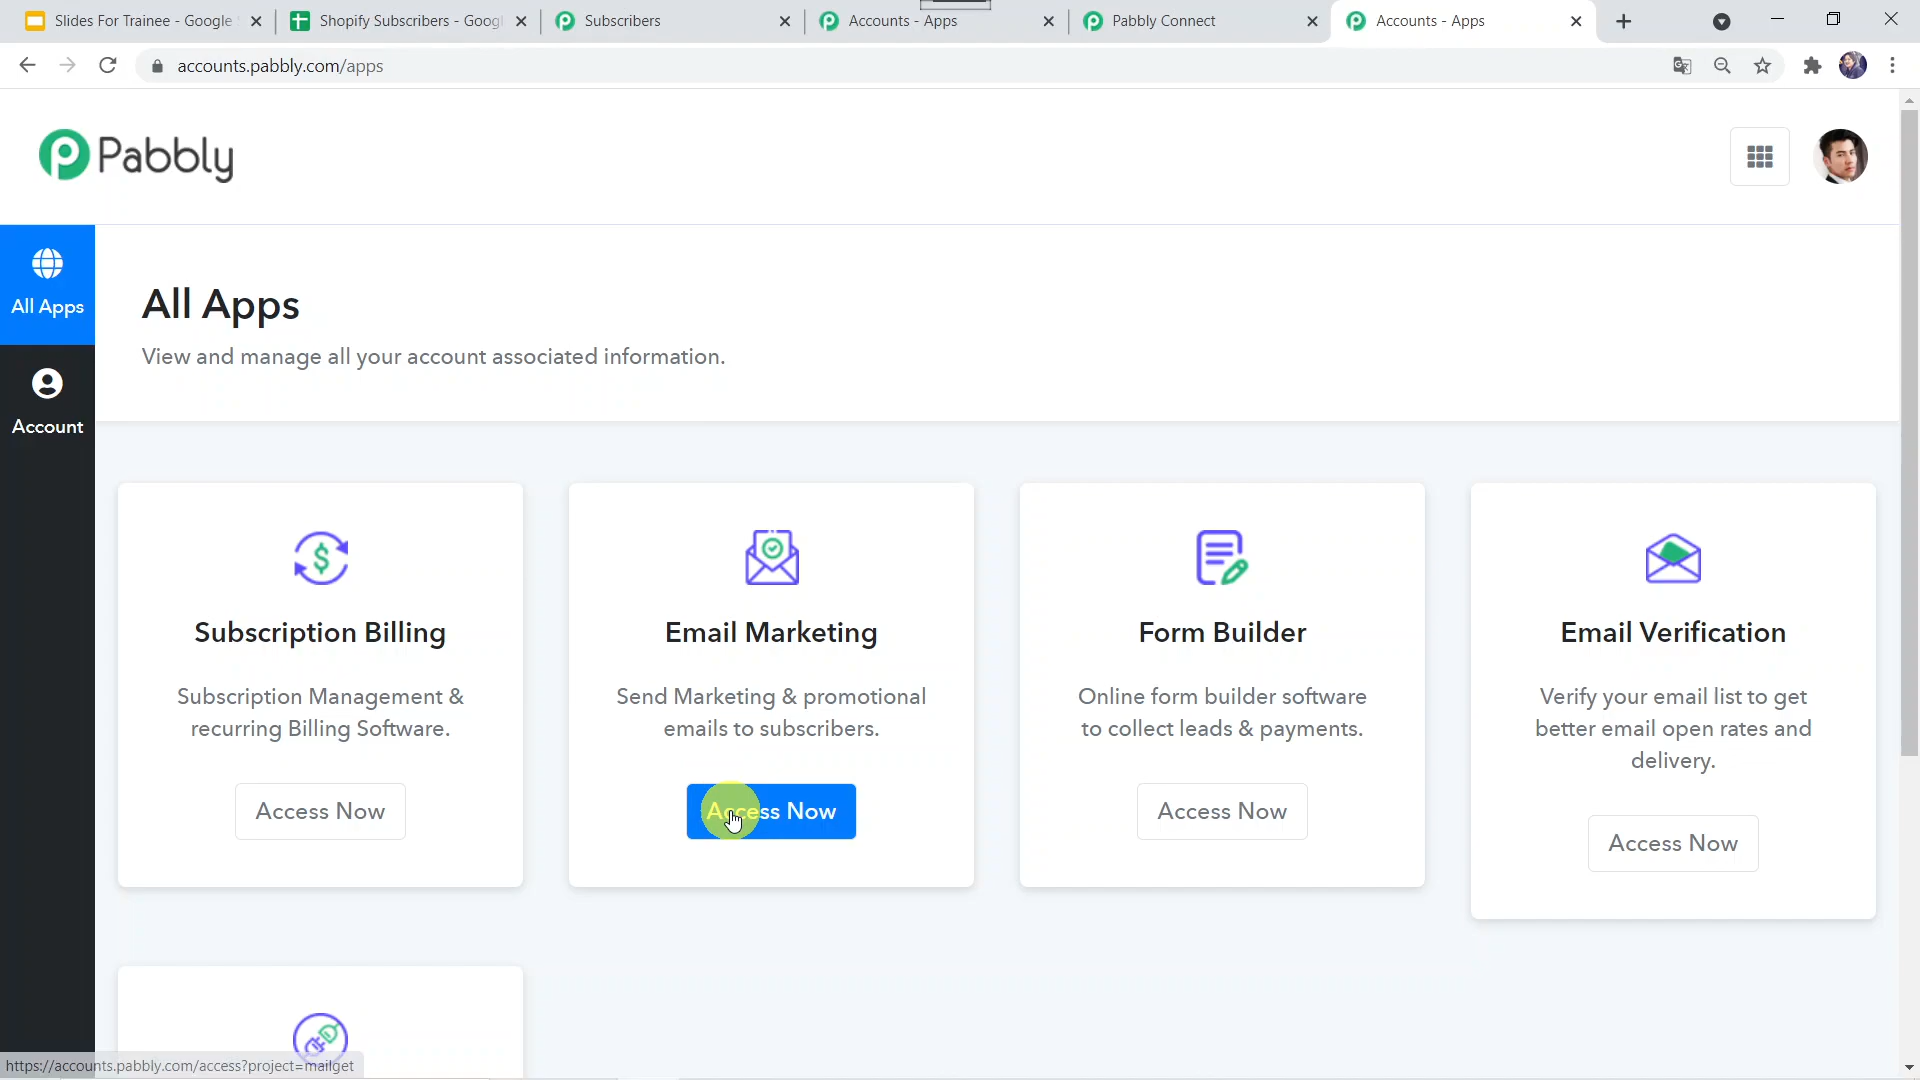 Slides For Trainee - Google
Shopify Subscribers - Googl
Subscribers
Accounts - Apps
Pabbly Connect
Accounts - Apps
accounts.pabbly.com/apps
Pabbly
All Apps
Account
All Apps
View and manage all your account associated information.
Subscription Billing
Subscription Management &
recurring Billing Software.
Access Now
Email Marketing
Send Marketing & promotional
emails to subscribers.
Access Now
Form Builder
Online form builder software
to collect leads & payments.
Access Now
Email Verification
Verify your email list to get
better email open rates and
delivery.
Access Now
https://accounts.pabbly.com/access?project=mailget